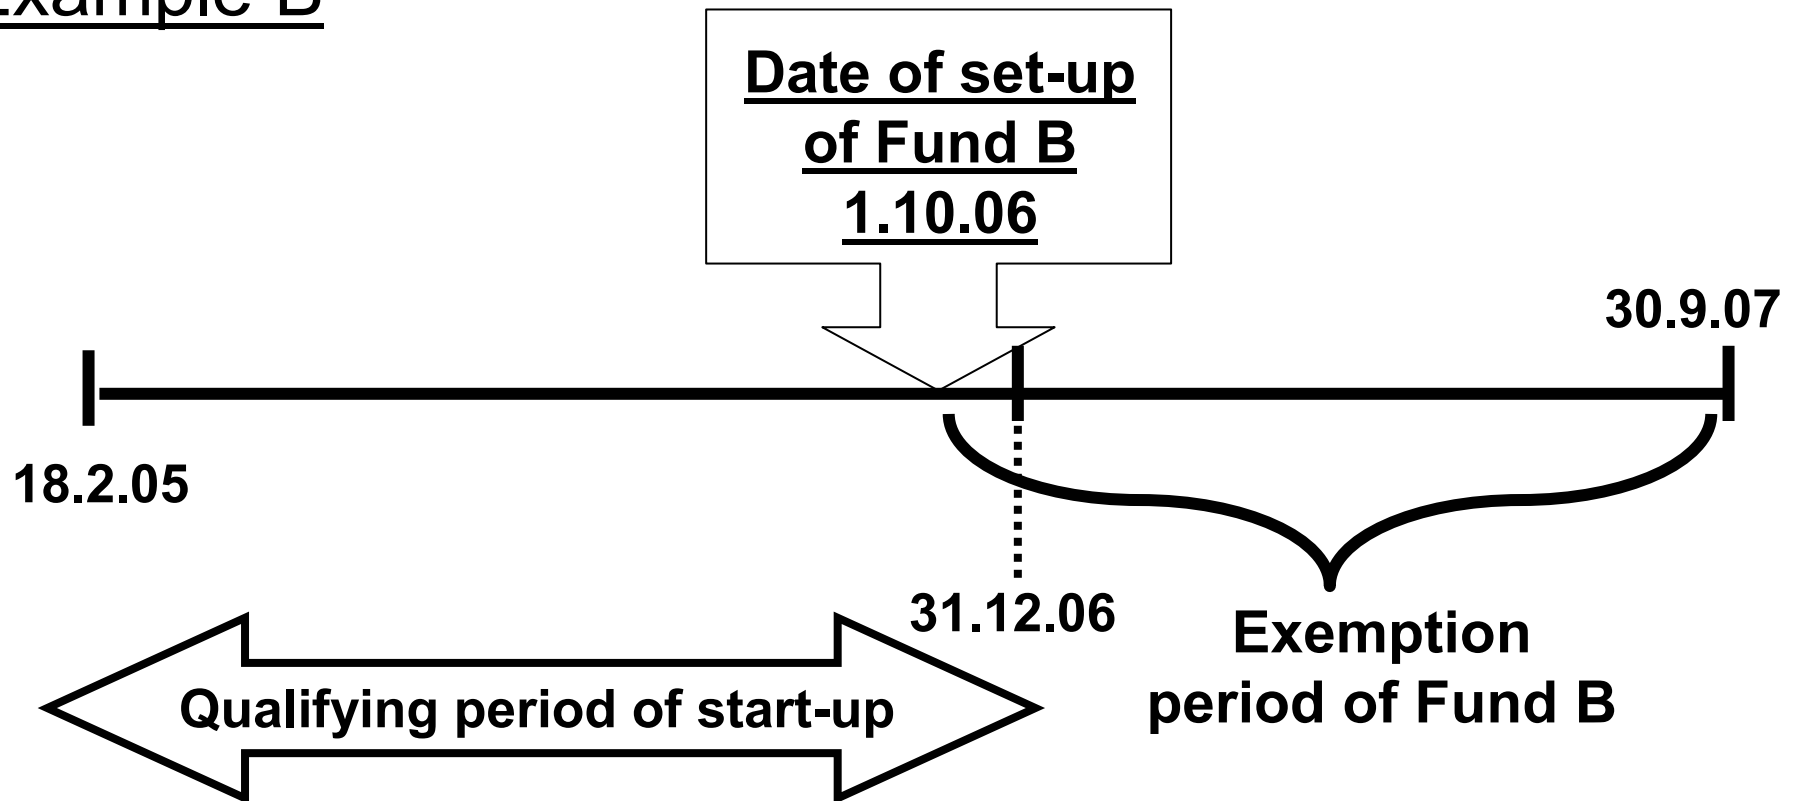 Example B
Date of set-up
of Fund B
1.10.06
30.9.07
18.2.05
31.12.06
Exemption
period of Fund B
Qualifying period of start-up